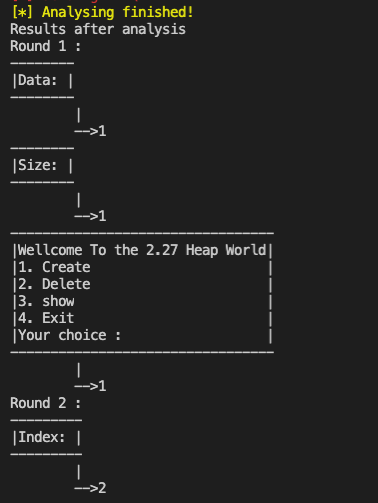 [*] Analysing finished!
Results after analysis
Round 1 :
--------
|Data: |
--------
        |
        -->1
--------
|Size: |
--------
        |
        -->1
---------------------------------
|Wellcome To the 2.27 Heap World|
|1. Create                      |
|2. Delete                      |
|3. show                        |
|4. Exit                        |
|Your choice :                  |
---------------------------------
        |
        -->1
Round 2 :
---------
|Index: |
---------
        |
        -->2